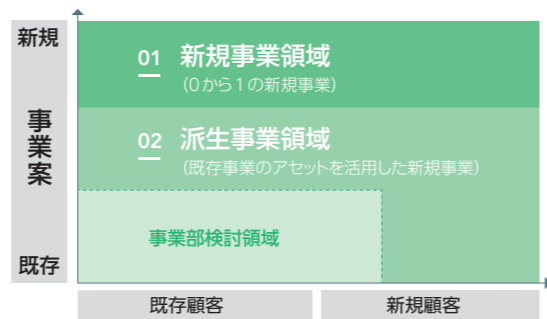 新規
事業案
既存
01 新規事業領域
(0から1の新規事業)
02 派生事業領域
(既存事業のアセットを活用した新規事業)
事業部検討領域
既存顧客
新規顧客